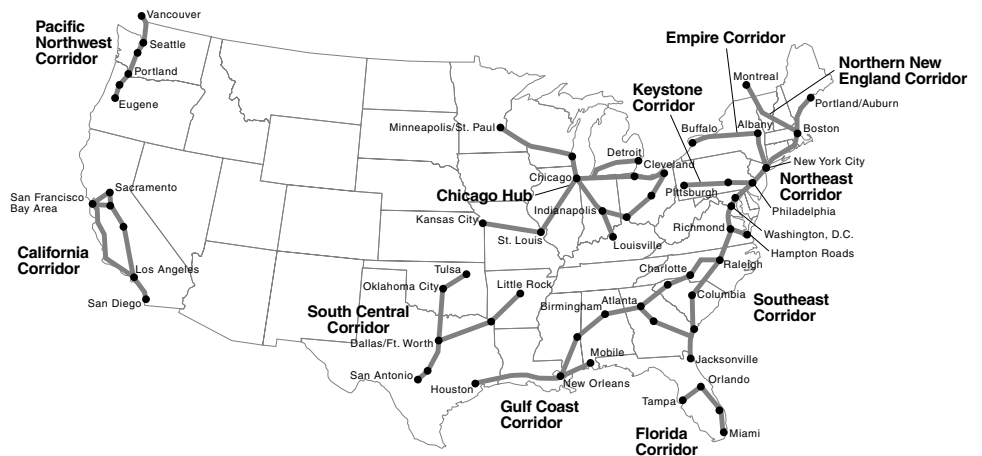 Vancouver
Pacific
Northwest
Corridor
Seattle
Portland
Eugene
Empire Corridor
Northern New
England Corridor
Keystone
Corridor
Montreal
Portland/Auburn
Minneapolis/St. Paul
Buffalo
Albany
Boston
Detroit
Cleveland
New York City
Chicago
Pittsburgh
Northeast
Corridor
Sacramento
San Francisco
Bay Area
Chicago Hub
Indianapolis
Philadelphia
Kansas City
St. Louis
Louisville
Richmond
Washington, D.C.
Hampton Roads
California
Corridor
Los Angeles
San Diego
Tulsa
Oklahoma City
Little Rock
Charlotte
Raleigh
South Central
Corridor
Birmingham
Atlanta
Columbia
Southeast
Corridor
Dallas/Ft. Worth
Mobile
Jacksonville
San Antonio
Houston
New Orleans
Orlando
Gulf Coast
Corridor
Tampa
Miami
Florida
Corridor